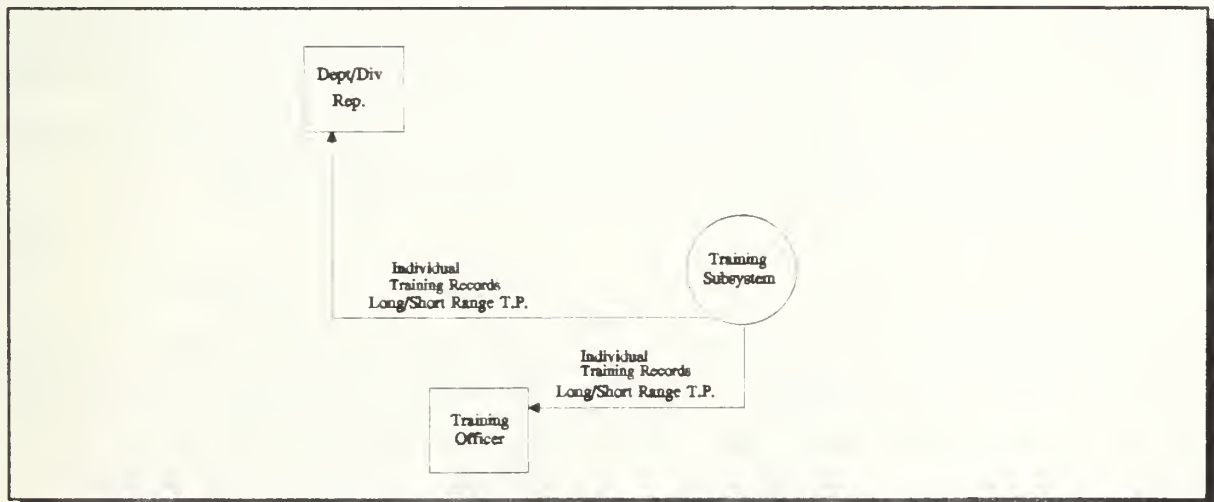 Dept/Div
Rep.
Training
Subsystem
Individual
Training Records
Long/Short Range T.P.
Individual
Training Records
Long/Short Range T.P.
Training
Officer